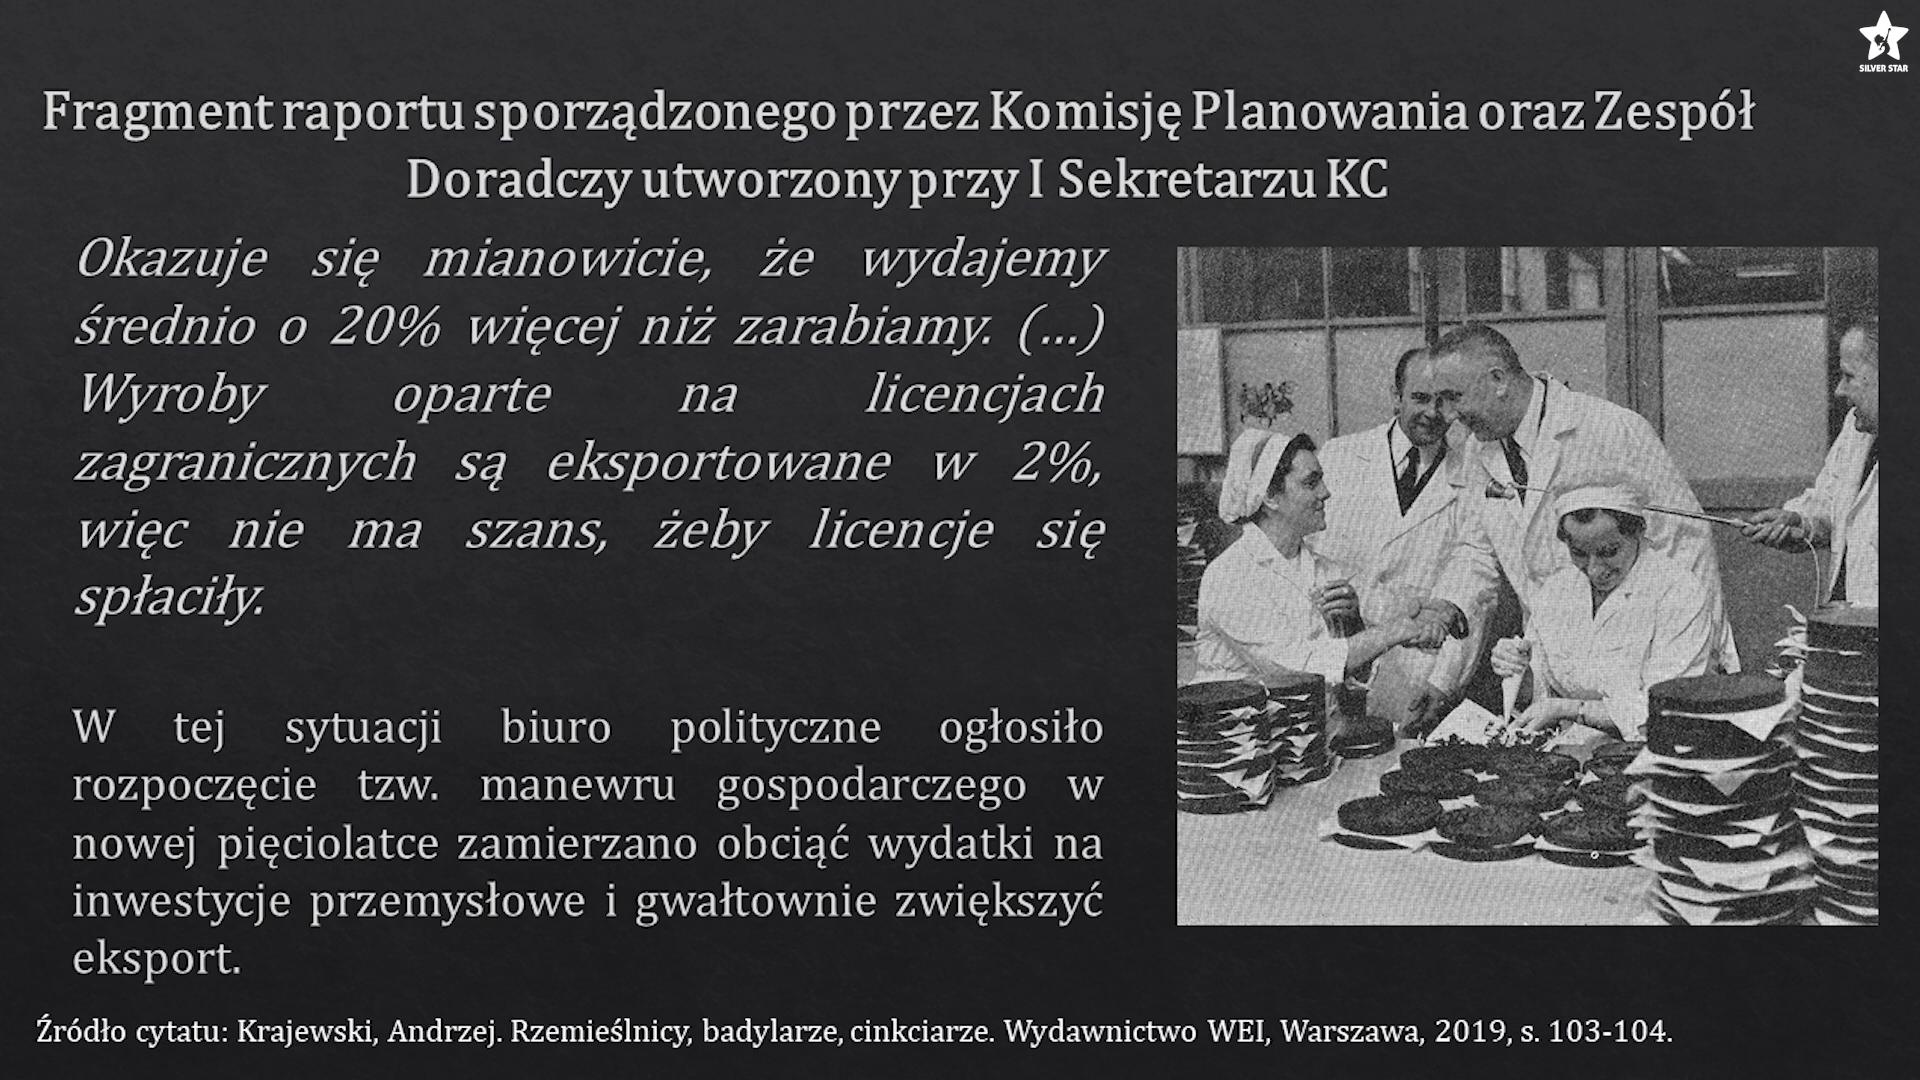 SILVER STAR
Fragment raportu sporządzonego przez Komisję Planowania oraz Zespół
Doradczy utworzony przy I Sekretarzu KC
Okazuje się mianowicie, że wydajemy
średnio o 20% więcej niż zarabiamy. (...)
Wyroby oparte na licencjach
zagranicznych są eksportowane w 2%,
więc nie ma szans, żeby licencje się
spłaciły.
W tej sytuacji biuro polityczne ogłosiło
rozpoczęcie tzw. manewru gospodarczego w
nowej pięciolatce zamierzano obciąć wydatki na
inwestycje przemysłowe i gwałtownie zwiększyć
eksport.
Źródło cytatu: Krajewski, Andrzej. Rzemieślnicy, badylarze, cinkciarze. Wydawnictwo WEI, Warszawa, 2019, s. 103-104.